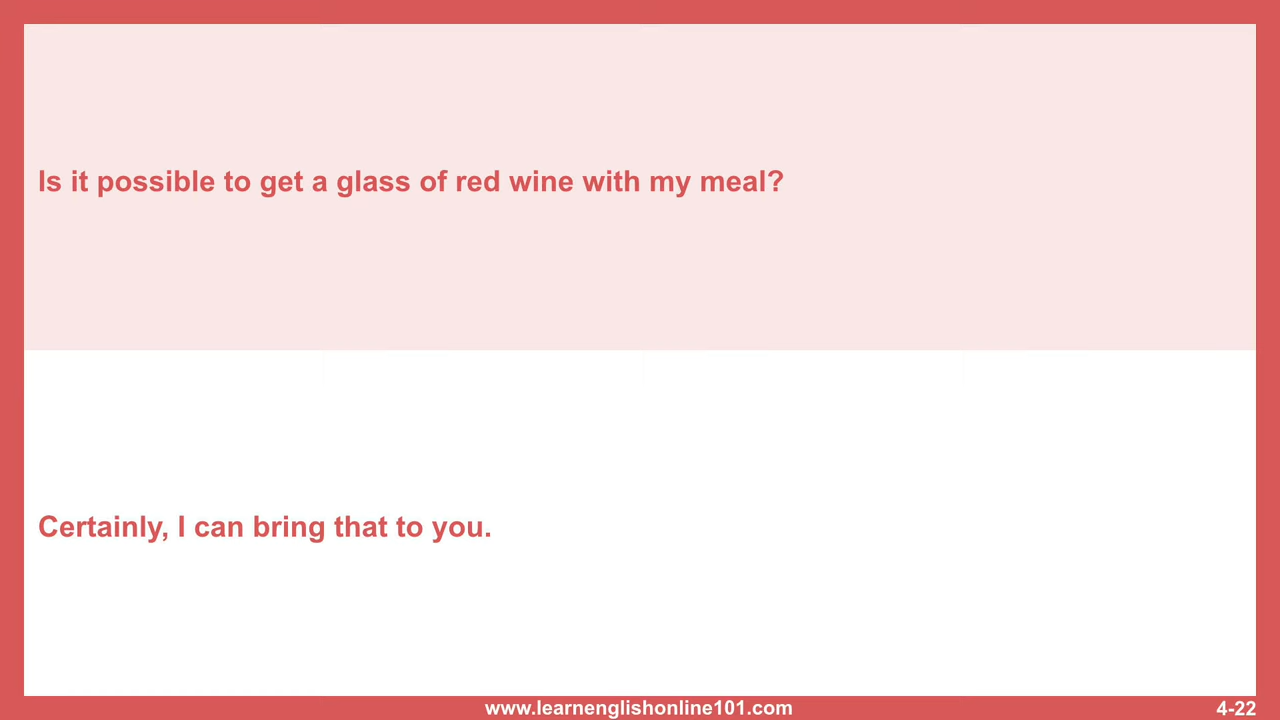 Is it possible to get a glass of red wine with my meal?
Certainly, I can bring that to you.
www.learnenglishonline101.com
4-22